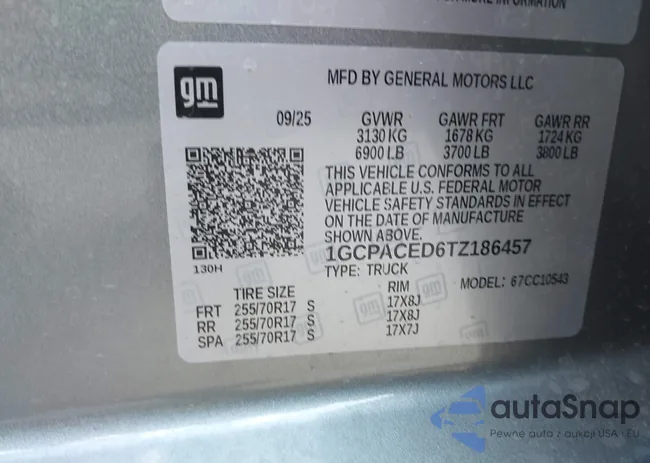 MORE INFORMATION
gm
MFD BY GENERAL MOTORS LLC
09/25 GVWR GAWR FRT GAWR RR
3130 KG 1678 KG 1724 KG
6900 LB 3700 LB 3800 LB
THIS VEHICLE CONFORMS TO ALL
APPLICABLE U.S. FEDERAL MOTOR
VEHICLE SAFETY STANDARDS IN EFFECT
ON THE DATE OF MANUFACTURE
SHOWN ABOVE.
1GCPACED6TZ186457
130H
TYPE: TRUCK
MODEL: 67CC10543
TIRE SIZE RIM
FRT 255/70R17 S 17X8J
RR 255/70R17 S 17X8J
SPA 255/70R17 S 17X7J
autaSnap
Pewne auta z aukcji USA i EU